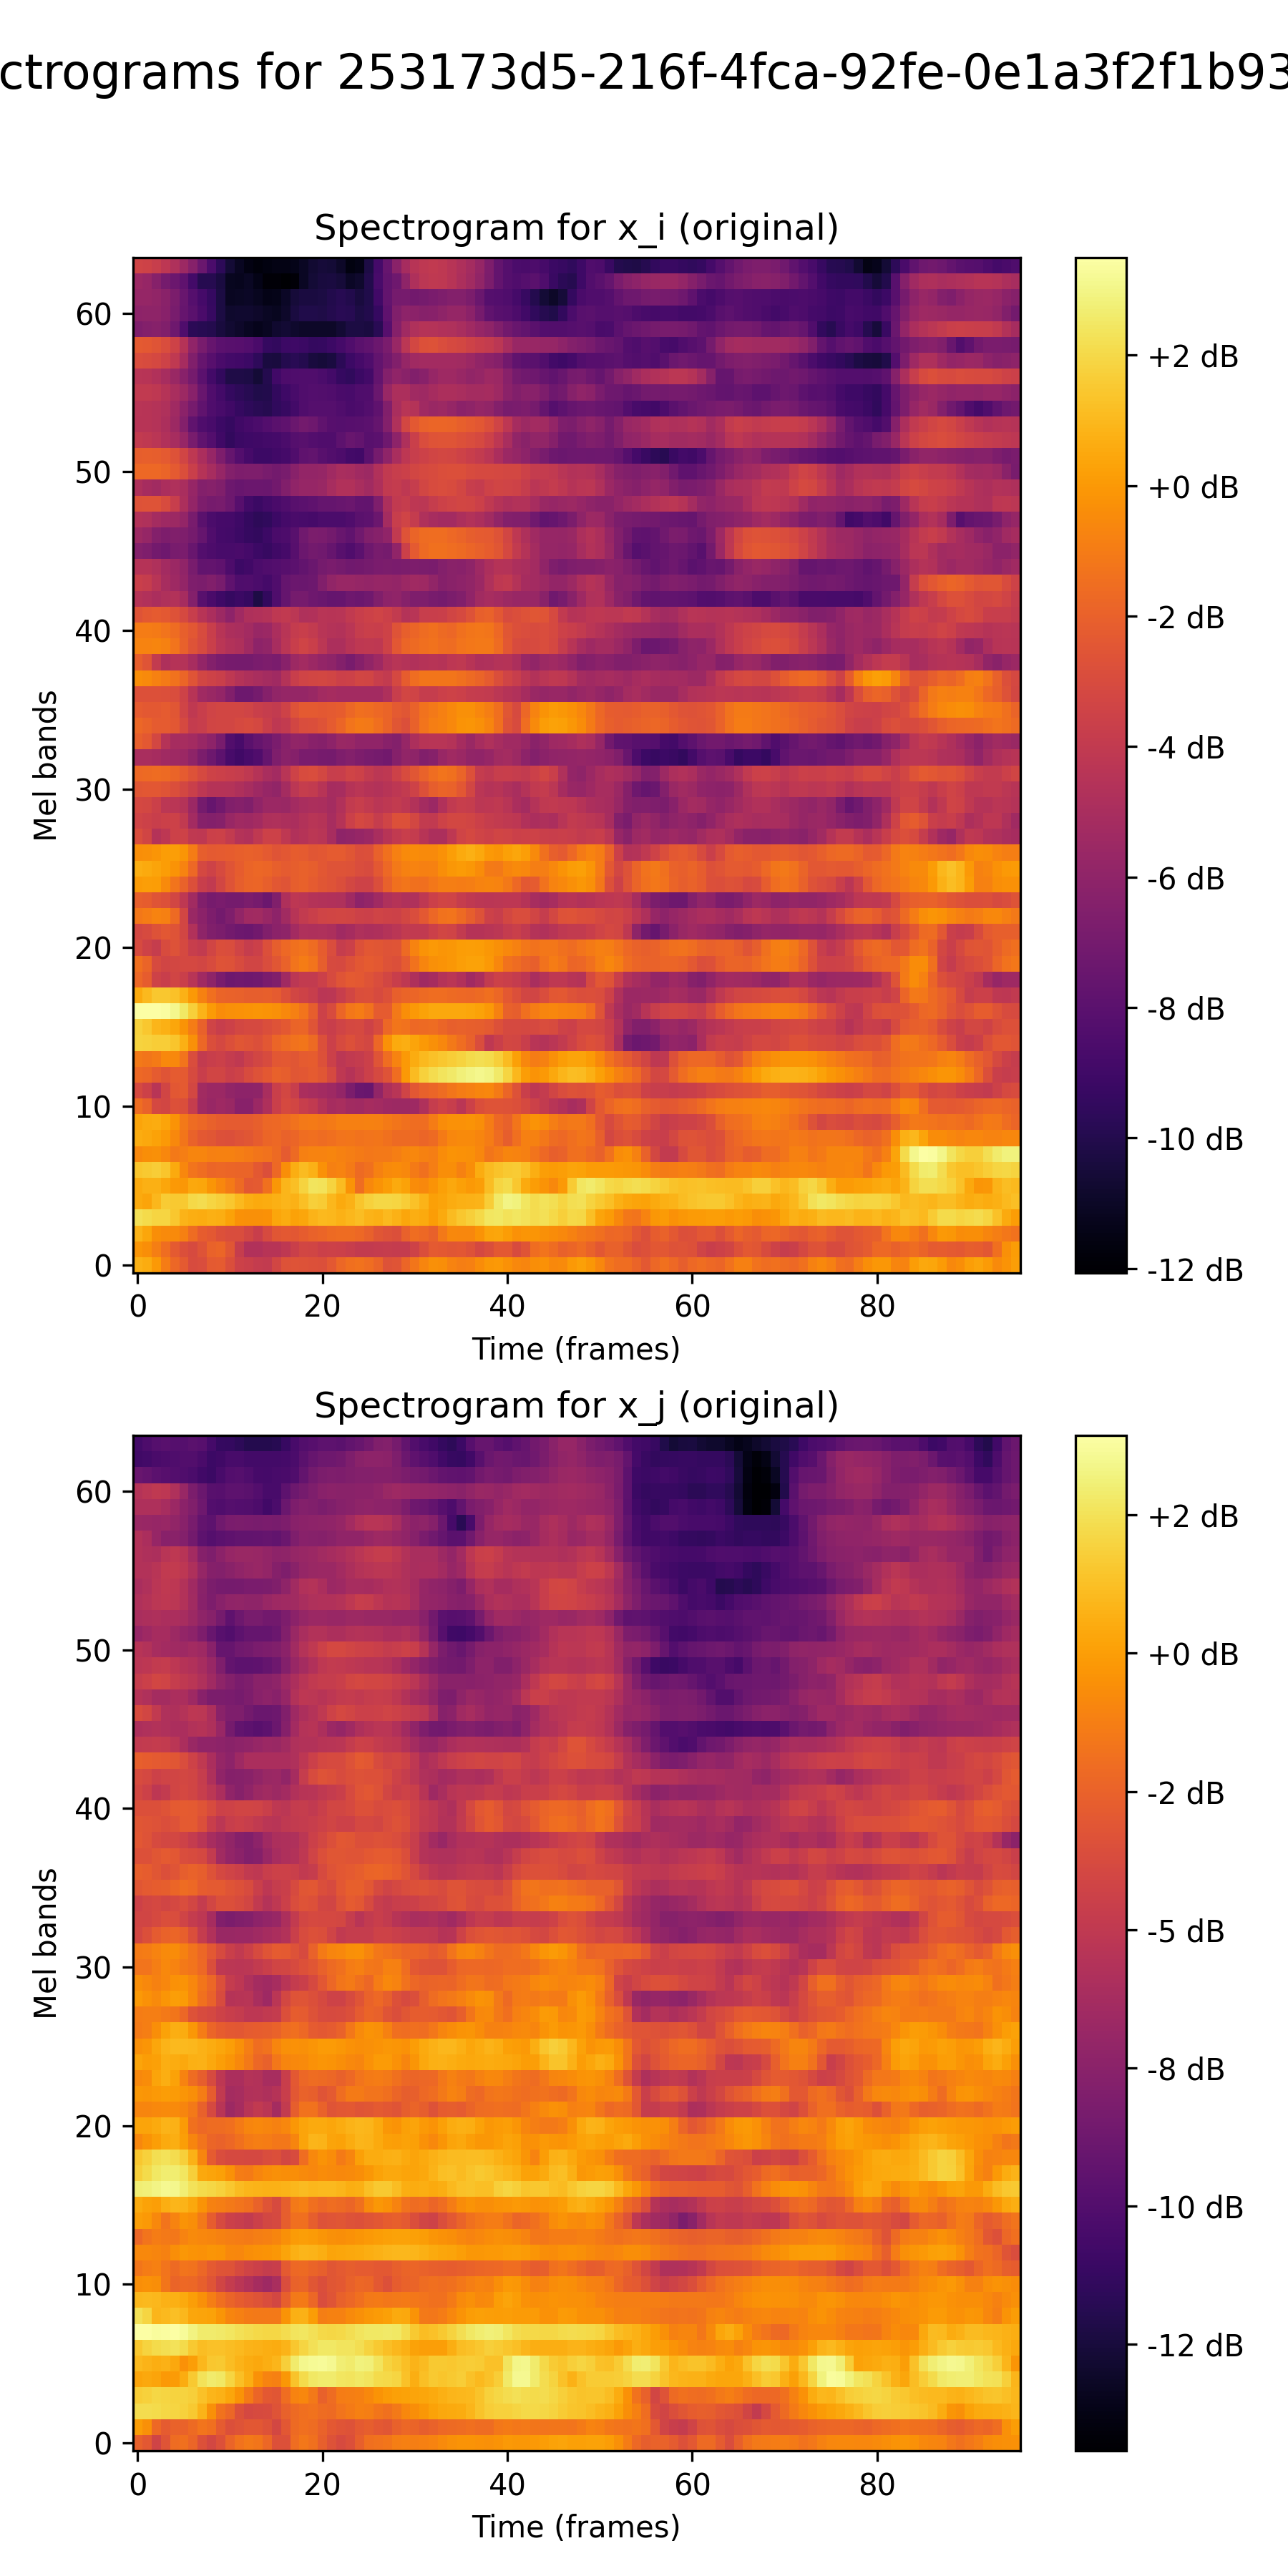 ctrograms for 253173d5-216f-4fca-92fe-0e1a3f2f1b93
Spectrogram for x_i (original)
Mel bands
60
50
40
30
20
10
0
0 20 40 60 80
Time (frames)
+2 dB
+0 dB
-2 dB
-4 dB
-6 dB
-8 dB
-10 dB
-12 dB
Spectrogram for x_j (original)
Mel bands
60
50
40
30
20
10
0
0 20 40 60 80
Time (frames)
+2 dB
+0 dB
-2 dB
-5 dB
-8 dB
-10 dB
-12 dB